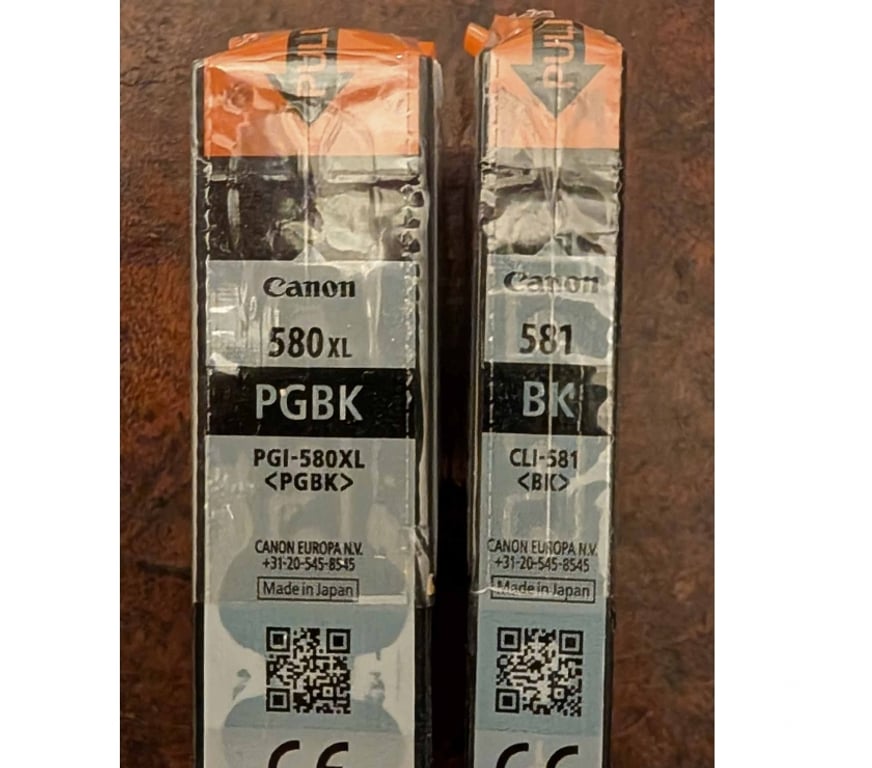 PULL
Canon
580XL
PGBK
PGI-580XL
<PGBK>
CANON EUROPA N.V.
+31-20-545-8545
Made in Japan
CE
PULL
Canon
581
BK
CLI-581
<BK>
CANON EUROPA N.V.
+31-20-545-8545
Made in Japan
CE